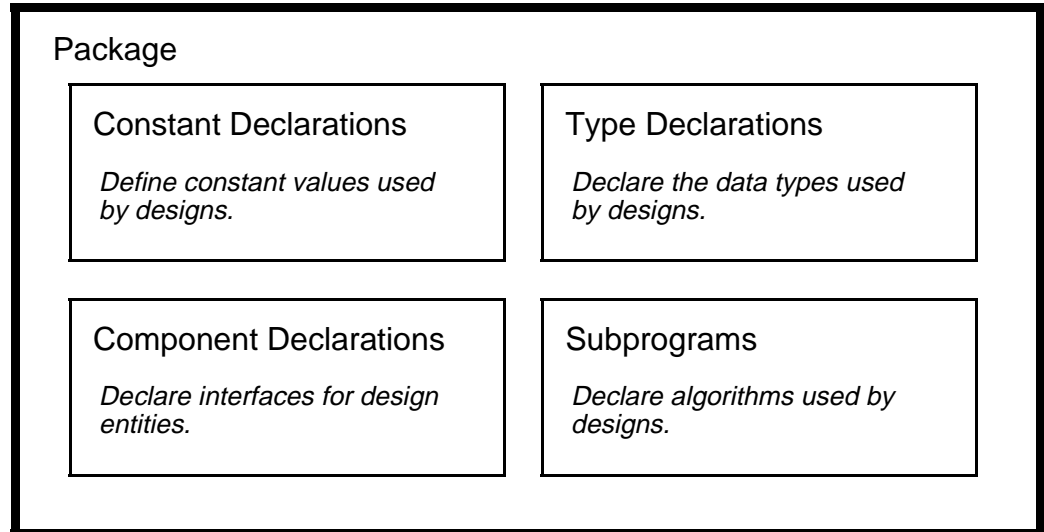 Package
Constant Declarations
Define constant values used
by designs.
Type Declarations
Declare the data types used
by designs.
Component Declarations
Declare interfaces for design
entities.
Subprograms
Declare algorithms used by
designs.